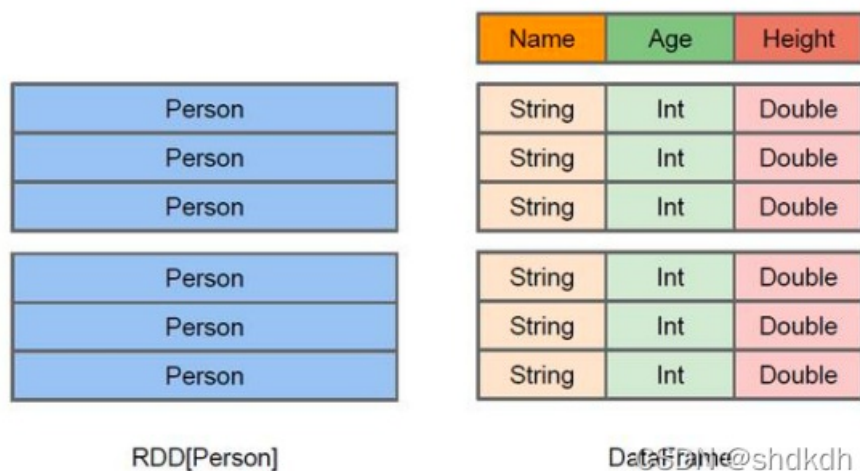 Name Age Height
Person String Int Double
Person String Int Double
Person String Int Double
Person String Int Double
Person String Int Double
Person String Int Double
RDD[Person] DataFrame
CSDN @shdkdh